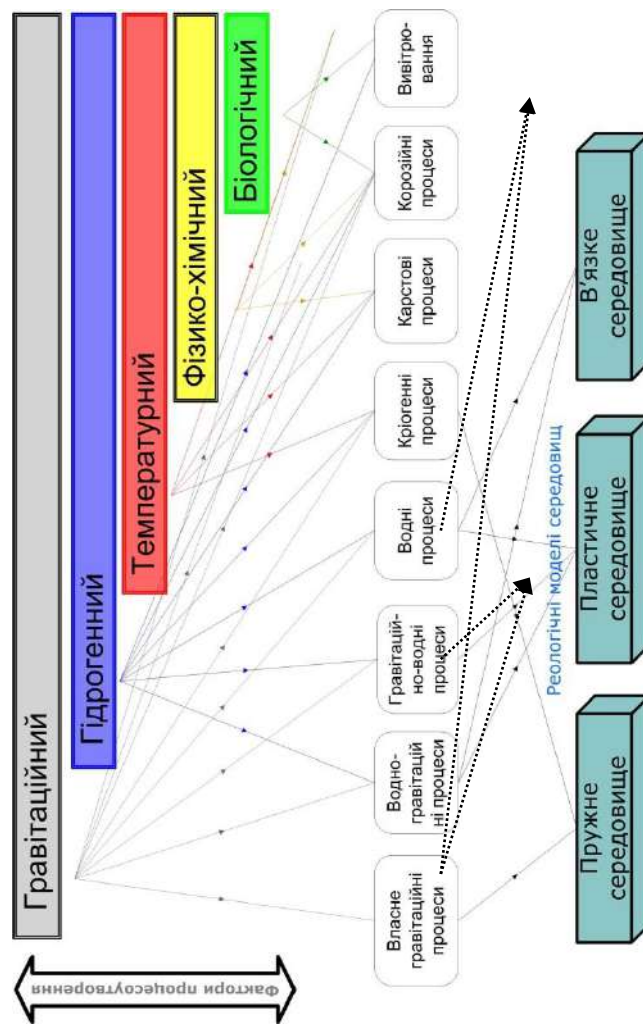 Гравітаційний
Гідрогенний
Температурний
Фізико-хімічний
Біологічний
Фактори процесоутворення
Власне
гравітаційні
процеси
Водно-
гравітацій
ні процеси
Гравітацій-
но-водні
процеси
Водні
процеси
Кріогенні
процеси
Карстові
процеси
Корозійні
процеси
Вивітрю-
вання
Реологічні моделі середовищ
Пружне
середовище
Пластичне
середовище
В'язке
середовище